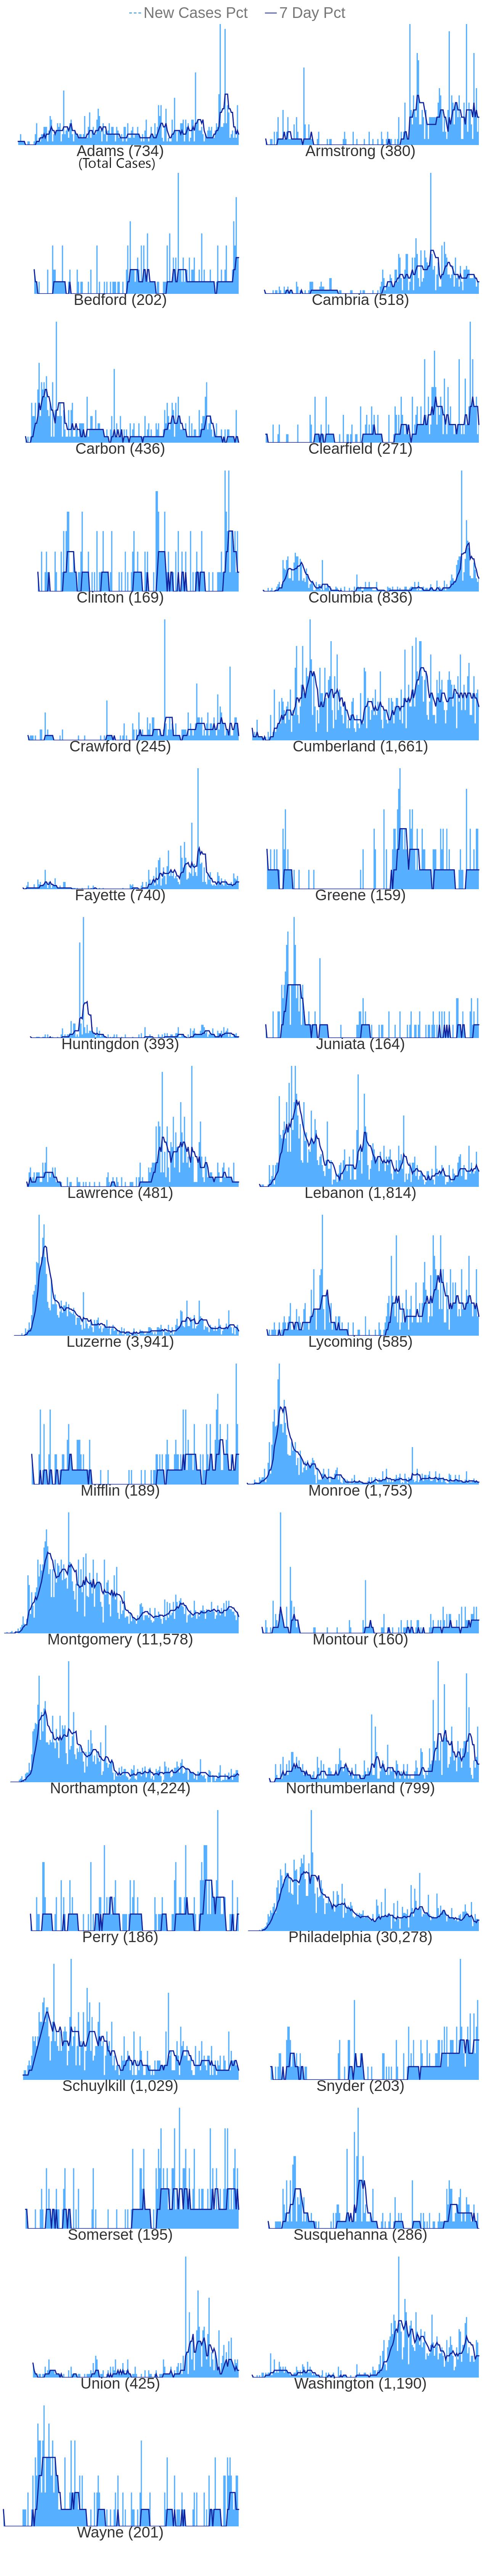 New Cases Pct 7 Day Pct
Adams (734) Armstrong (380)
(Total Cases)
Bedford (202) Cambria (518)
Carbon (436) Clearfield (271)
Clinton (169) Columbia (836)
Crawford (245) Cumberland (1,661)
Fayette (740) Greene (159)
Huntingdon (393) Juniata (164)
Lawrence (481) Lebanon (1,814)
Luzerne (3,941) Lycoming (585)
Mifflin (189) Monroe (1,753)
Montgomery (11,578) Montour (160)
Northampton (4,224) Northumberland (799)
Perry (186) Philadelphia (30,278)
Schuylkill (1,029) Snyder (203)
Somerset (195) Susquehanna (286)
Union (425) Washington (1,190)
Wayne (201)